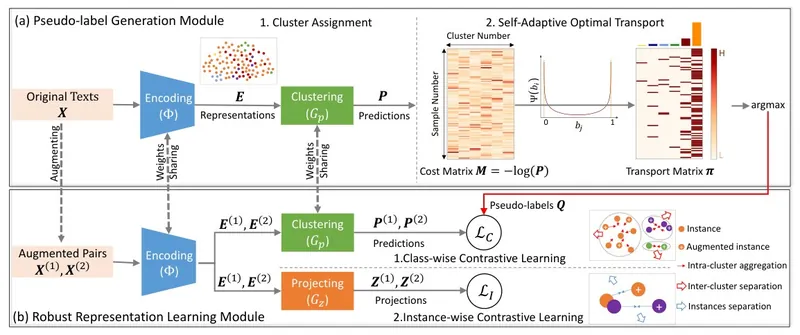 (a) Pseudo-label Generation Module
1. Cluster Assignment
2. Self-Adaptive Optimal Transport
Original Texts
X
Encoding
(Φ)
E
Representations
Clustering
(G_p)
P
Predictions
Cluster Number
Sample Number
Cost Matrix M = −log(P)
Ψ(b_i)
0
b_j
1
H
L
Transport Matrix π
argmax
Augmenting
Weights
Sharing
Weights
Sharing
Pseudo-labels Q
Augmented Pairs
X^(1), X^(2)
Encoding
(Φ)
E^(1), E^(2)
Clustering
(G_p)
P^(1), P^(2)
Predictions
ℒ_C
1.Class-wise Contrastive Learning
E^(1), E^(2)
Projecting
(G_z)
Z^(1), Z^(2)
Projections
ℒ_I
2.Instance-wise Contrastive Learning
Instance
Augmented instance
Intra-cluster aggregation
Inter-cluster separation
Instances separation
(b) Robust Representation Learning Module